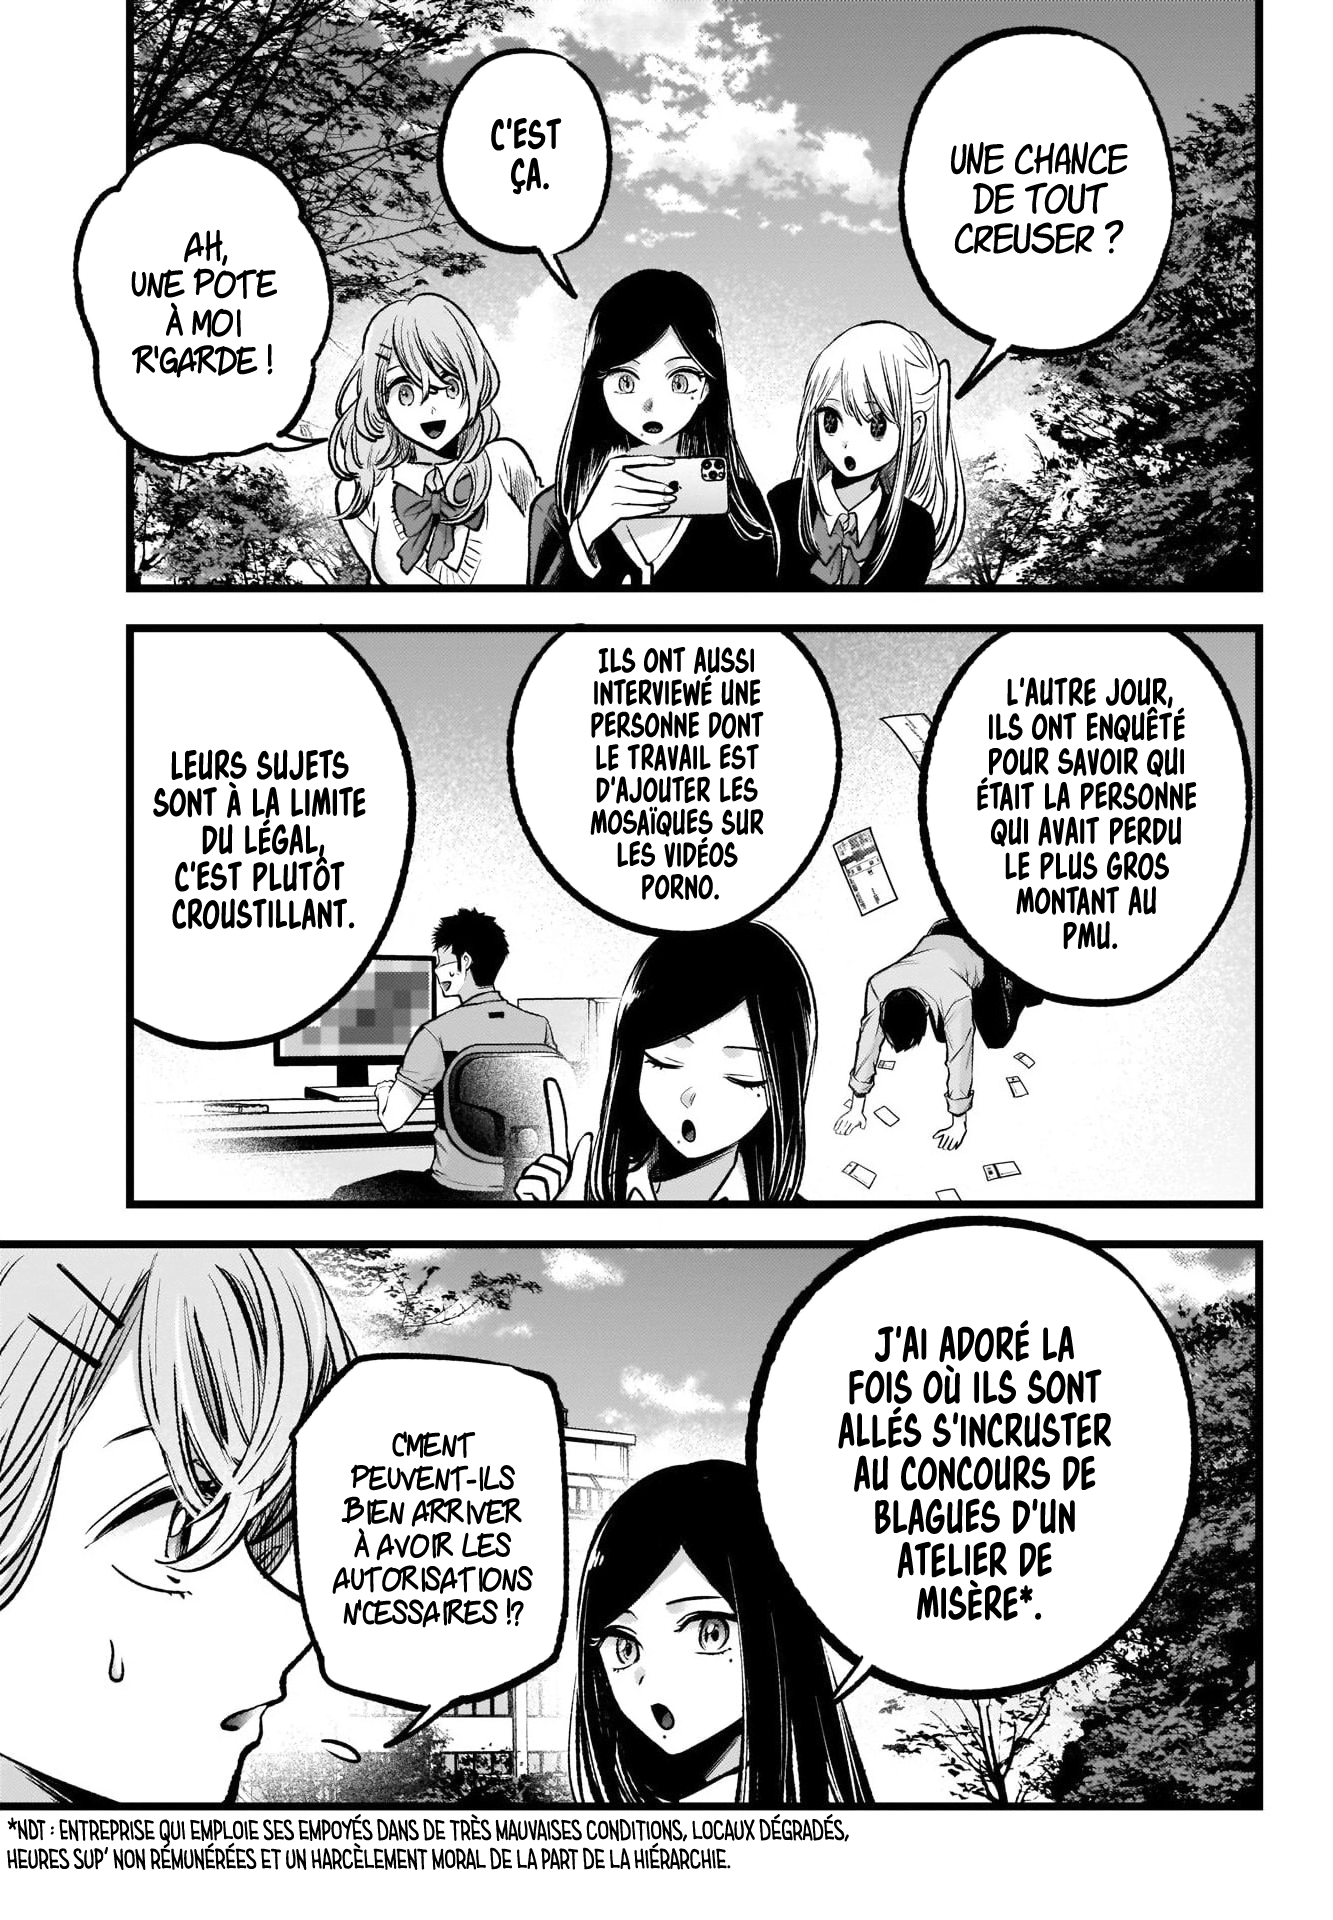 UNE CHANCE
DE TOUT
CREUSER ?
C'EST
ÇA.
AH,
UNE POTE
À MOI
R'GARDE !
L'AUTRE JOUR,
ILS ONT ENQUÊTÉ
POUR SAVOIR QUI
ÉTAIT LA PERSONNE
QUI AVAIT PERDU
LE PLUS GROS
MONTANT AU
PMU.
ILS ONT AUSSI
INTERVIEWÉ UNE
PERSONNE DONT
LE TRAVAIL EST
D'AJOUTER LES
MOSAÏQUES SUR
LES VIDÉOS
PORNO.
LEURS SUJETS
SONT À LA LIMITE
DU LÉGAL,
C'EST PLUTÔT
CROUSTILLANT.
J'AI ADORÉ LA
FOIS OÙ ILS SONT
ALLÉS S'INCRUSTER
AU CONCOURS DE
BLAGUES D'UN
ATELIER DE
MISÈRE*.
C'MENT
PEUVENT-ILS
BIEN ARRIVER
À AVOIR LES
AUTORISATIONS
N'CESSAIRES !?
*NDT : ENTREPRISE QUI EMPLOIE SES EMPOYÉS DANS DE TRÈS MAUVAISES CONDITIONS, LOCAUX DÉGRADÉS,
HEURES SUP' NON RÉMUNÉRÉES ET UN HARCÈLEMENT MORAL DE LA PART DE LA HIÉRARCHIE.